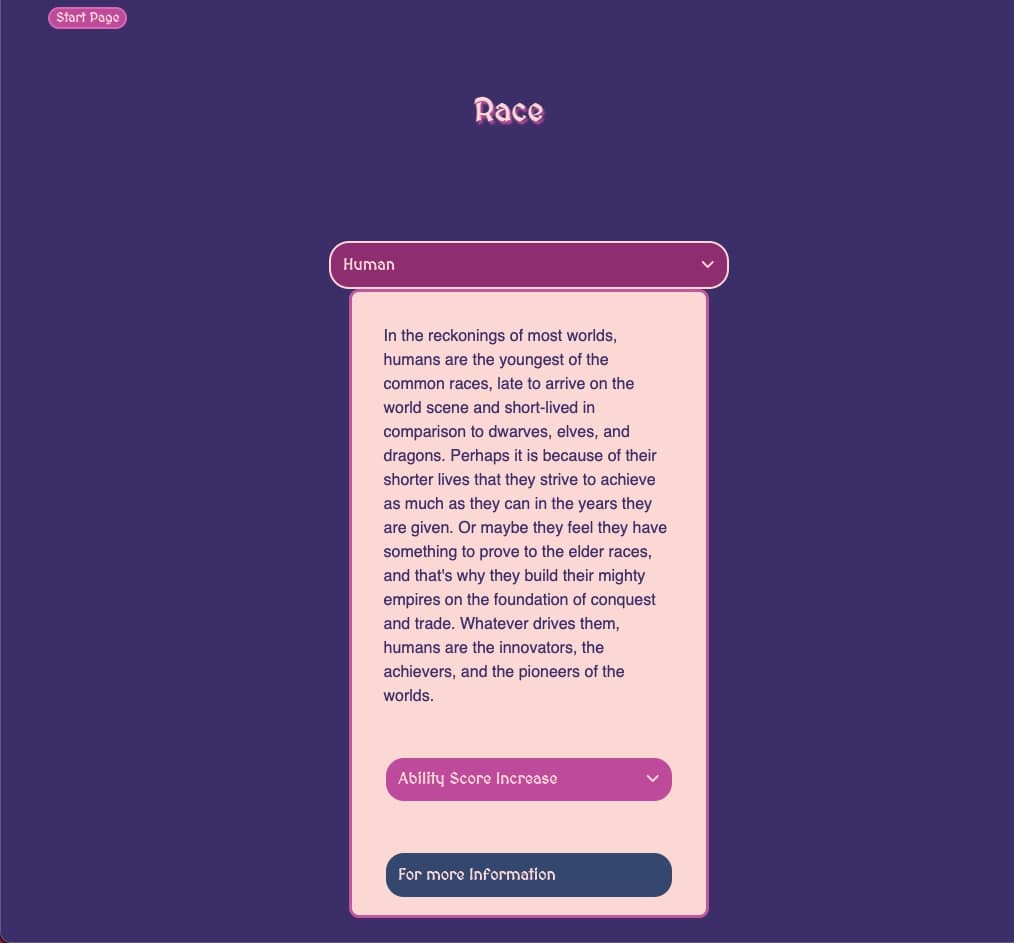 Start Page
Race
Human
In the reckonings of most worlds,
humans are the youngest of the
common races, late to arrive on the
world scene and short-lived in
comparison to dwarves, elves, and
dragons. Perhaps it is because of their
shorter lives that they strive to achieve
as much as they can in the years they
are given. Or maybe they feel they have
something to prove to the elder races,
and that's why they build their mighty
empires on the foundation of conquest
and trade. Whatever drives them,
humans are the innovators, the
achievers, and the pioneers of the
worlds.
Ability Score Increase
For more Information